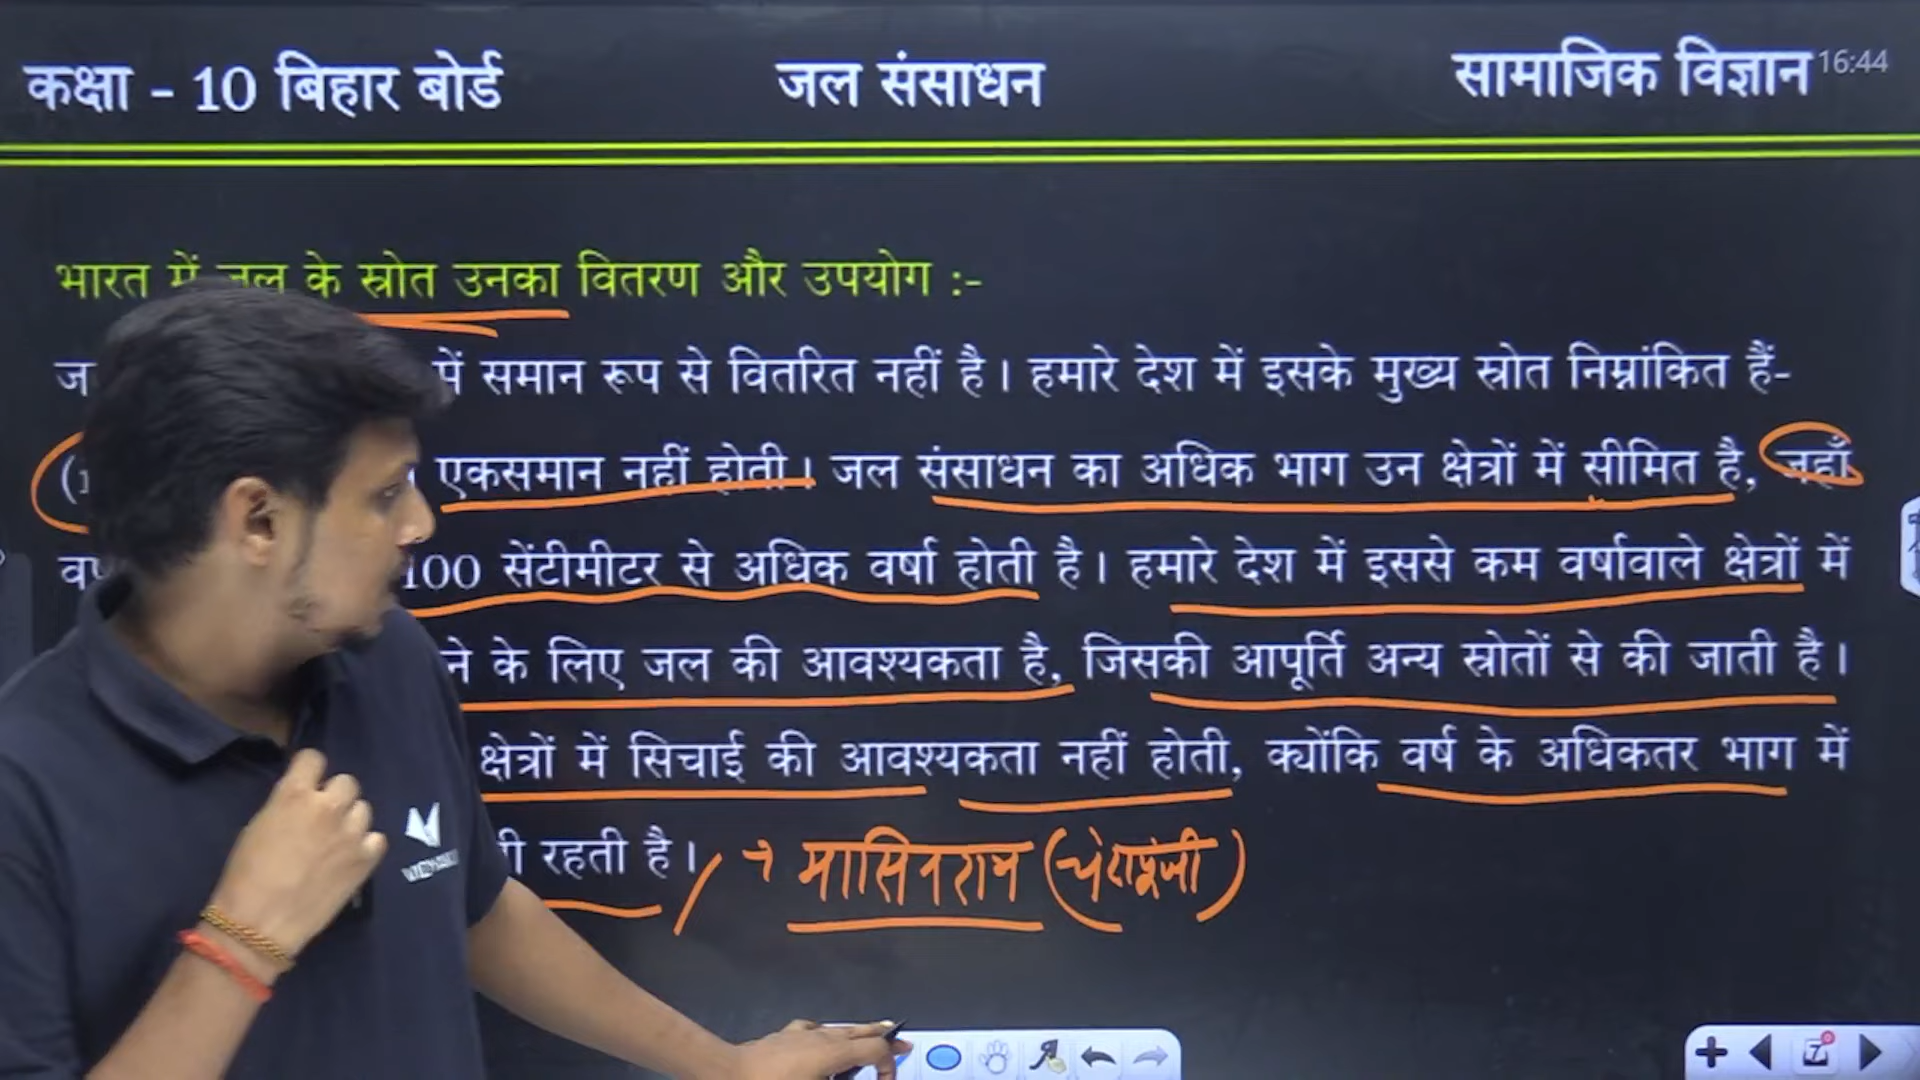 कक्षा - 10 बिहार बोर्ड जल संसाधन सामाजिक विज्ञान 16:44
भारत में जल के स्रोत उनका वितरण और उपयोग :-
में समान रूप से वितरित नहीं है। हमारे देश में इसके मुख्य स्रोत निम्नांकित हैं-
एकसमान नहीं होती। जल संसाधन का अधिक भाग उन क्षेत्रों में सीमित है, जहाँ
100 सेंटीमीटर से अधिक वर्षा होती है। हमारे देश में इससे कम वर्षावाले क्षेत्रों में
के लिए जल की आवश्यकता है, जिसकी आपूर्ति अन्य स्रोतों से की जाती है।
क्षेत्रों में सिचाई की आवश्यकता नहीं होती, क्योंकि वर्ष के अधिकतर भाग में
रहती है। मासिनराम (चेरापूंजी)